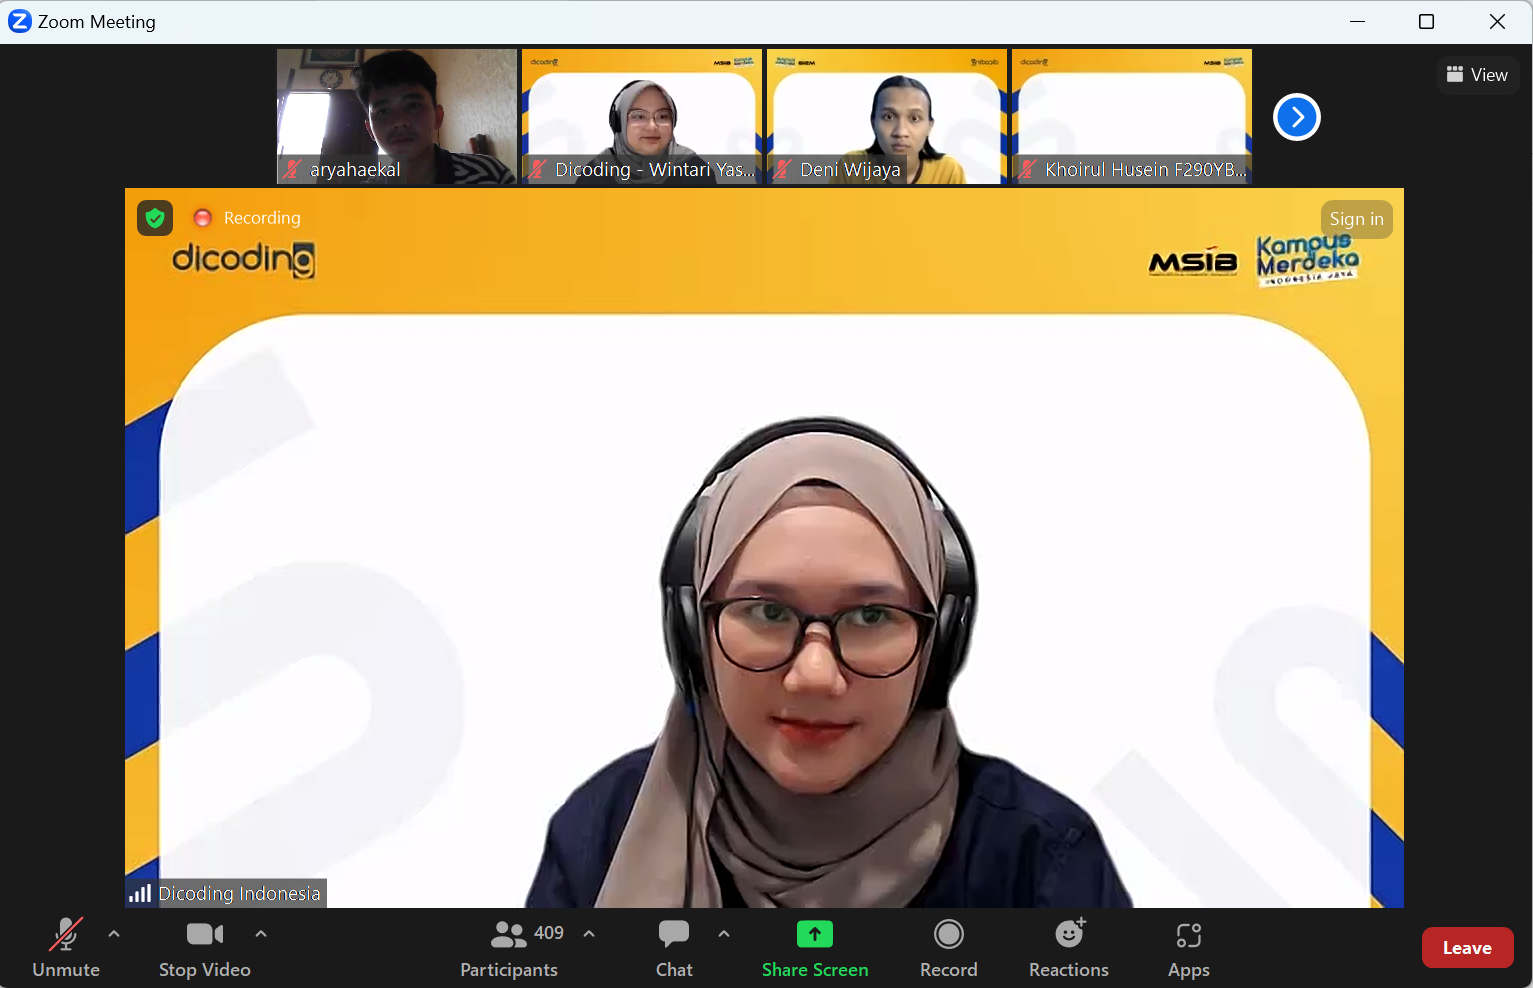 Zoom Meeting
View
aryahaekal
Dicoding - Wintari Yas...
Deni Wijaya
Khoirul Husein F290YB...
Recording
Sign in
dicoding
MSIB
Kampus
Merdeka
INDONESIA JAYA
Dicoding Indonesia
409
Unmute
Stop Video
Participants
Chat
Share Screen
Record
Reactions
Apps
Leave